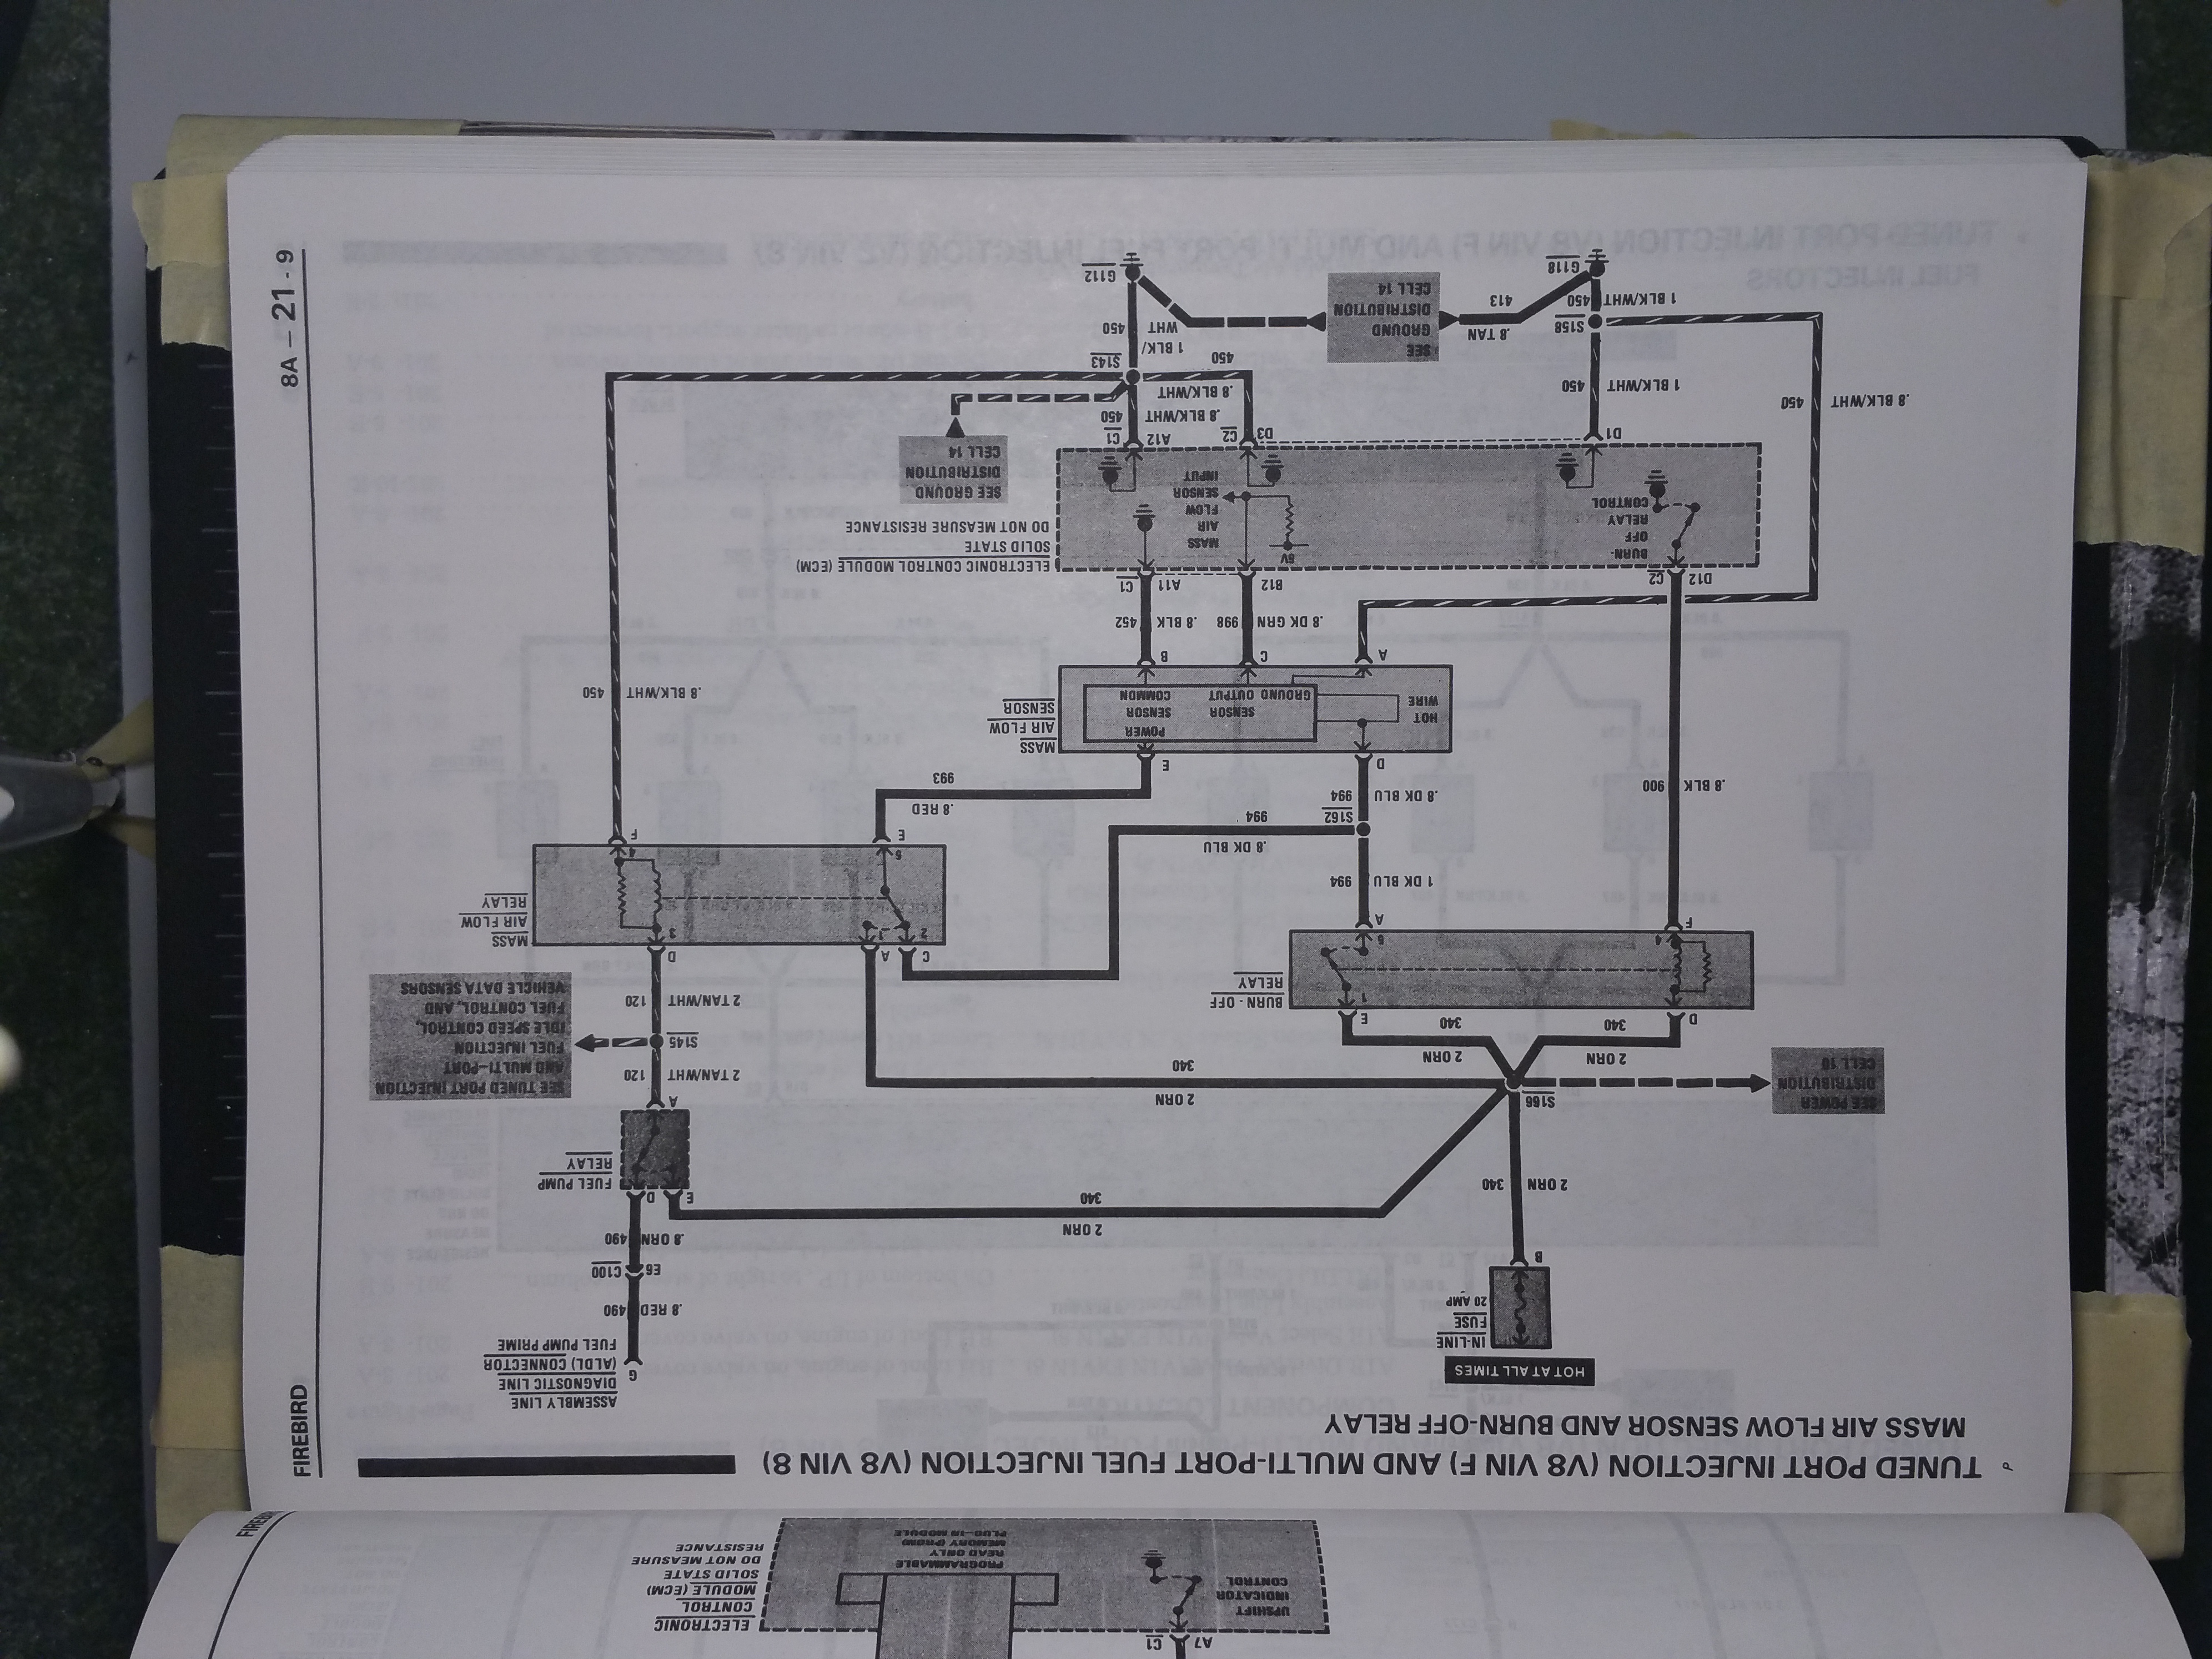 FIREBIRD
8A — 21 - 9
TUNED PORT INJECTION (V8 VIN F) AND MULTI-PORT FUEL INJECTION (V8 VIN 8)
MASS AIR FLOW SENSOR AND BURN-OFF RELAY
HOT AT ALL TIMES
IN-LINE
FUSE
20 AMP
B
2 ORN
340
S166
SEE POWER
DISTRIBUTION
CELL 10
2 ORN
340
2 ORN
340
2 ORN
340
2 ORN
340
D
E
1
BURN - OFF
RELAY
4
5
F
A
1 DK BLU
994
S162
.8 DK BLU
994
.8 DK BLU
994
.8 BLK
900
ASSEMBLY LINE
DIAGNOSTIC LINE
(ALDL) CONNECTOR
FUEL PUMP PRIME
G
.8 RED
490
E6
C100
.8 ORN
490
E
D
FUEL PUMP
RELAY
A
2 TAN/WHT
120
S145
SEE TUNED PORT INJECTION
AND MULTI-PORT
FUEL INJECTION
IDLE SPEED CONTROL,
FUEL CONTROL, AND
VEHICLE DATA SENSORS
2 TAN/WHT
120
C
A
D
2
1
3
MASS
AIR FLOW
RELAY
5
4
E
F
.8 RED
993
.8 BLK/WHT
450
D
E
HOT
WIRE
POWER
SENSOR
SENSOR
GROUND OUTPUT
COMMON
MASS
AIR FLOW
SENSOR
A
C
B
.8 DK GRN
998
.8 BLK
452
D12
C2
B12
A11
C1
BURN-
OFF
RELAY
CONTROL
5V
MASS
AIR
FLOW
SENSOR
INPUT
ELECTRONIC CONTROL MODULE (ECM)
SOLID STATE
DO NOT MEASURE RESISTANCE
D1
D3
C2
A12
C1
SEE GROUND
DISTRIBUTION
CELL 14
.8 BLK/WHT
450
1 BLK/WHT
450
.8 BLK/WHT
450
.8 BLK/WHT
450
S143
S158
1 BLK/
WHT
450
1 BLK/WHT
450
.8 TAN
413
SEE
GROUND
DISTRIBUTION
CELL 14
G118
G112
A7
C1
UPSHIFT
INDICATOR
CONTROL
PROGRAMMABLE
READ ONLY
MEMORY (PROM)
PLUG-IN MODULE
ELECTRONIC
CONTROL
MODULE (ECM)
SOLID STATE
DO NOT MEASURE
RESISTANCE